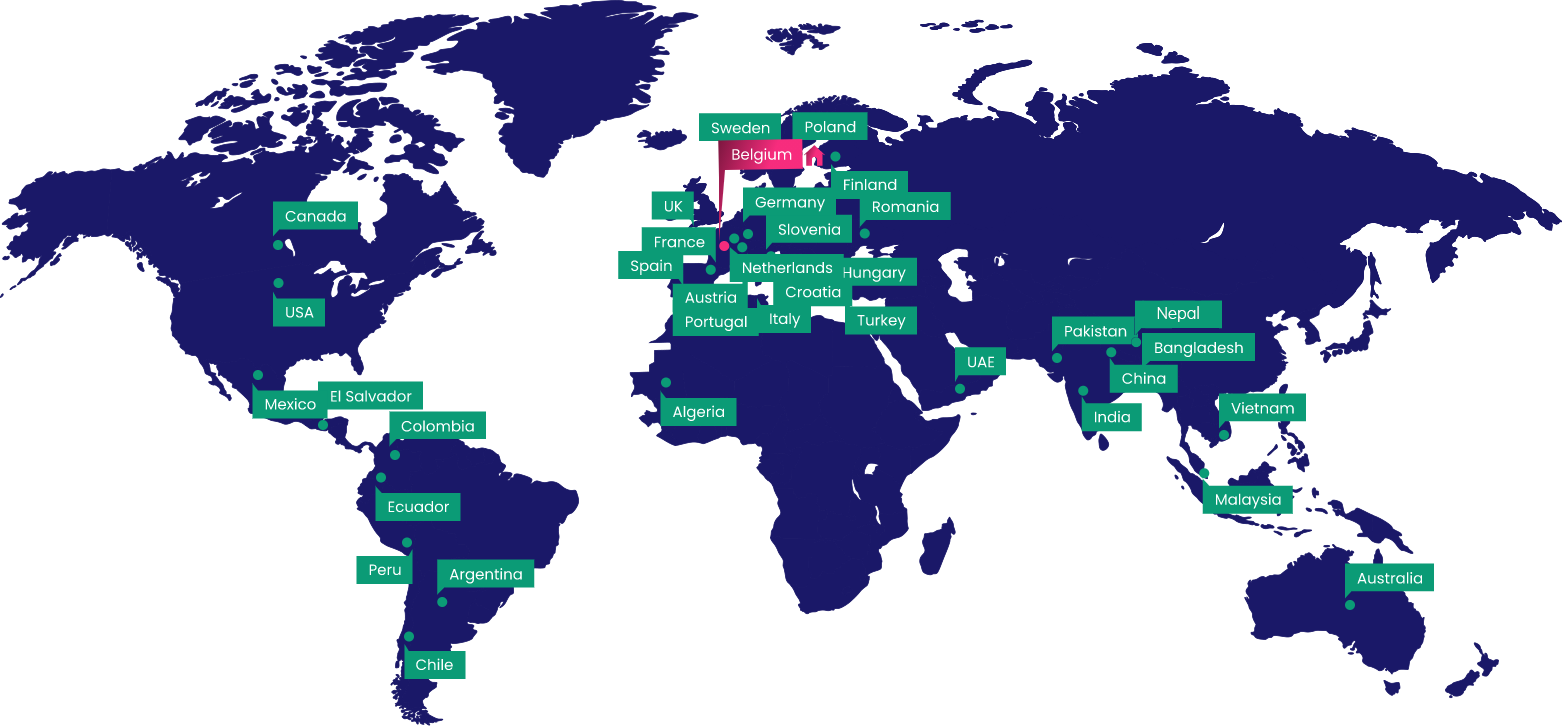 Sweden
Poland
Belgium
Finland
UK
Germany
Romania
Canada
Slovenia
France
Spain
Netherlands
Hungary
Austria
Croatia
USA
Portugal
Italy
Turkey
Nepal
Pakistan
Bangladesh
UAE
China
Mexico
El Salvador
Algeria
Vietnam
India
Colombia
Malaysia
Ecuador
Peru
Argentina
Australia
Chile